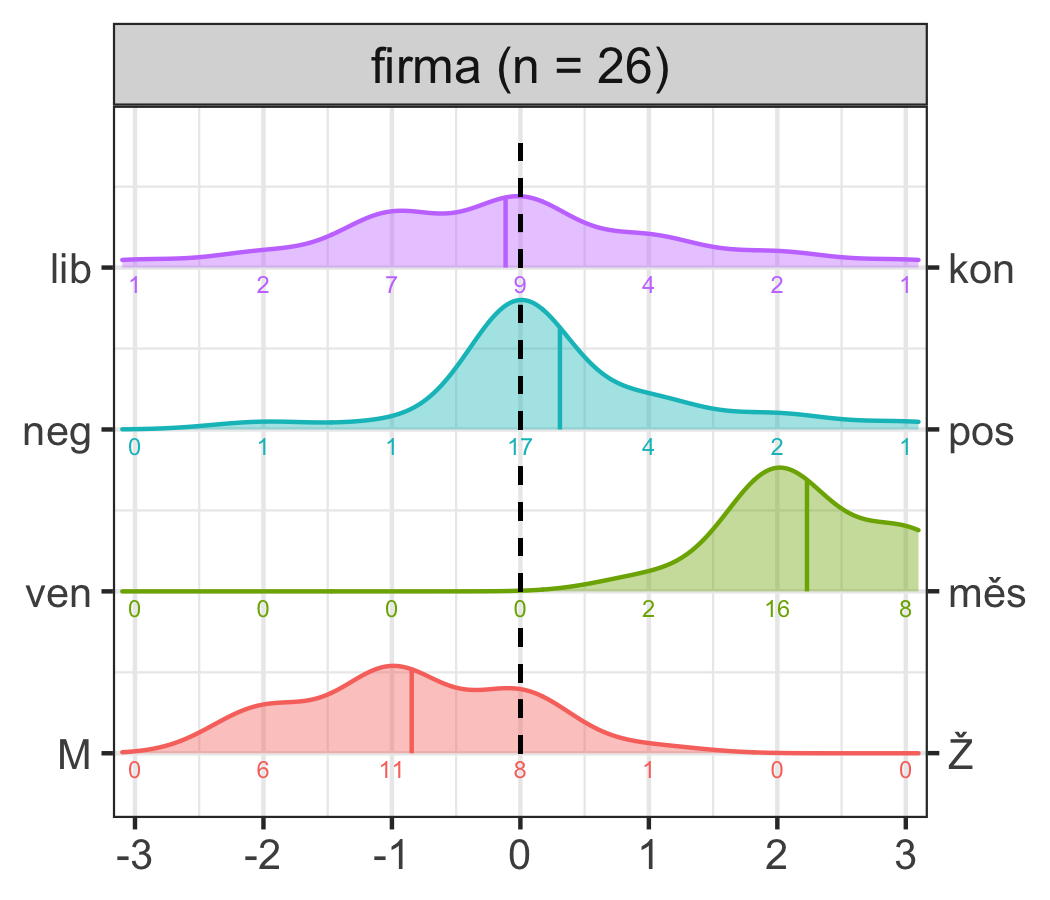 firma (n = 26)
lib kon
1 2 7 9 4 2 1
neg pos
0 1 1 17 4 2 1
ven měs
0 0 0 0 2 16 8
M Ž
0 6 11 8 1 0 0
-3 -2 -1 0 1 2 3